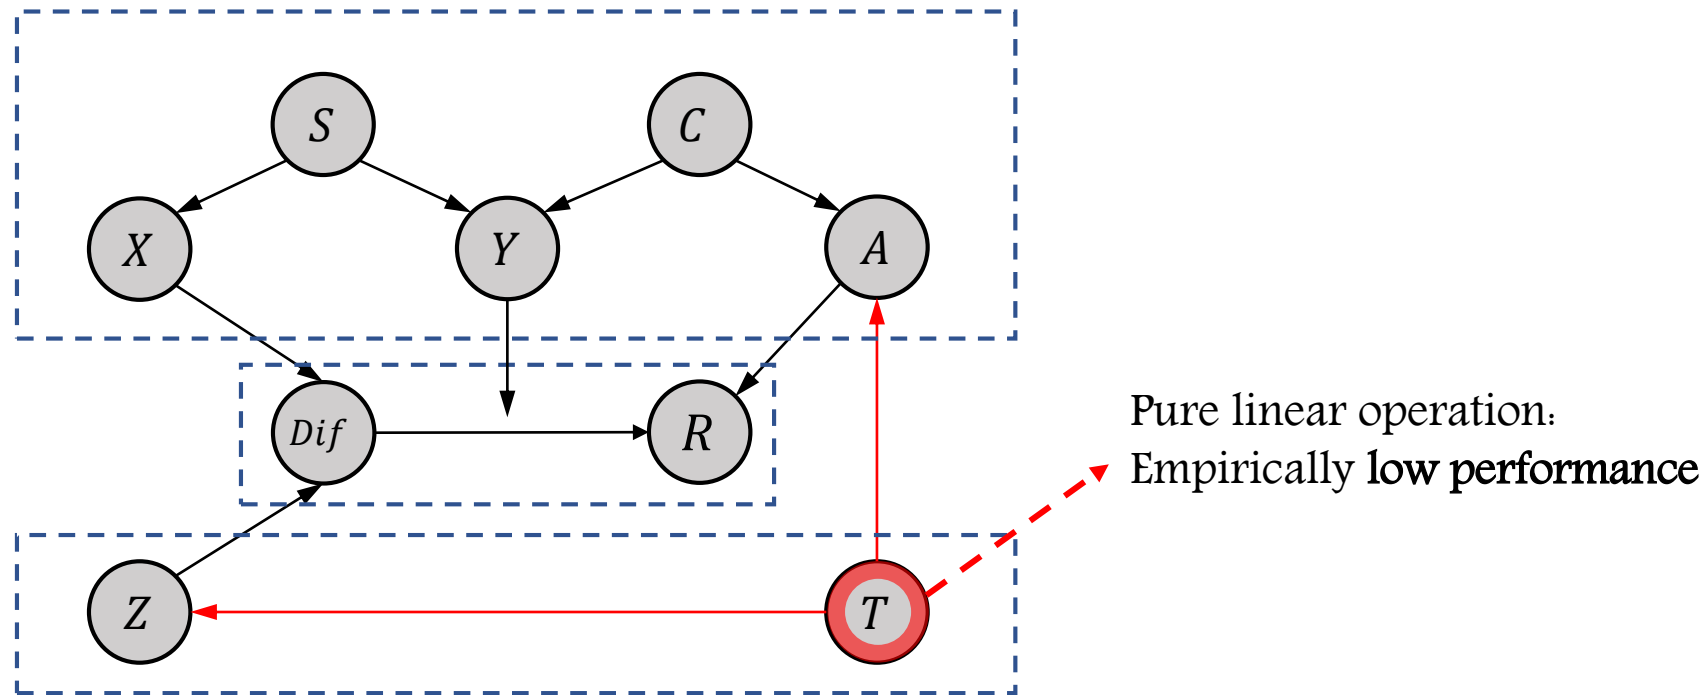 S
C
X
Y
A
Dif
R
Pure linear operation:
Empirically low performance
Z
T